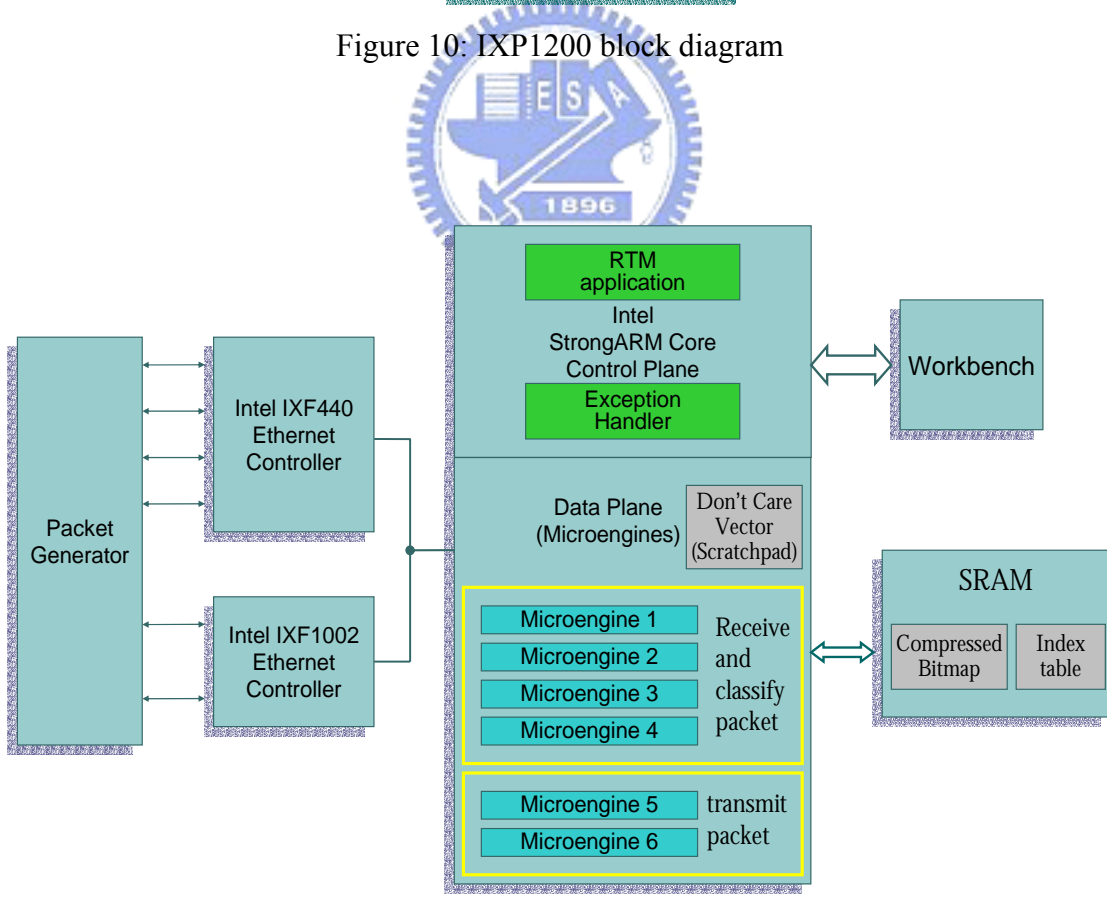 Figure 10: IXP1200 block diagram
E S A
1896
RTM
application
Intel
StrongARM Core
Control Plane
Exception
Handler
Workbench
Packet
Generator
Intel IXF440
Ethernet
Controller
Intel IXF1002
Ethernet
Controller
Data Plane
(Microengines)
Don't Care
Vector
(Scratchpad)
Microengine 1
Microengine 2
Microengine 3
Microengine 4
Receive
and
classify
packet
Microengine 5
Microengine 6
transmit
packet
SRAM
Compressed
Bitmap
Index
table